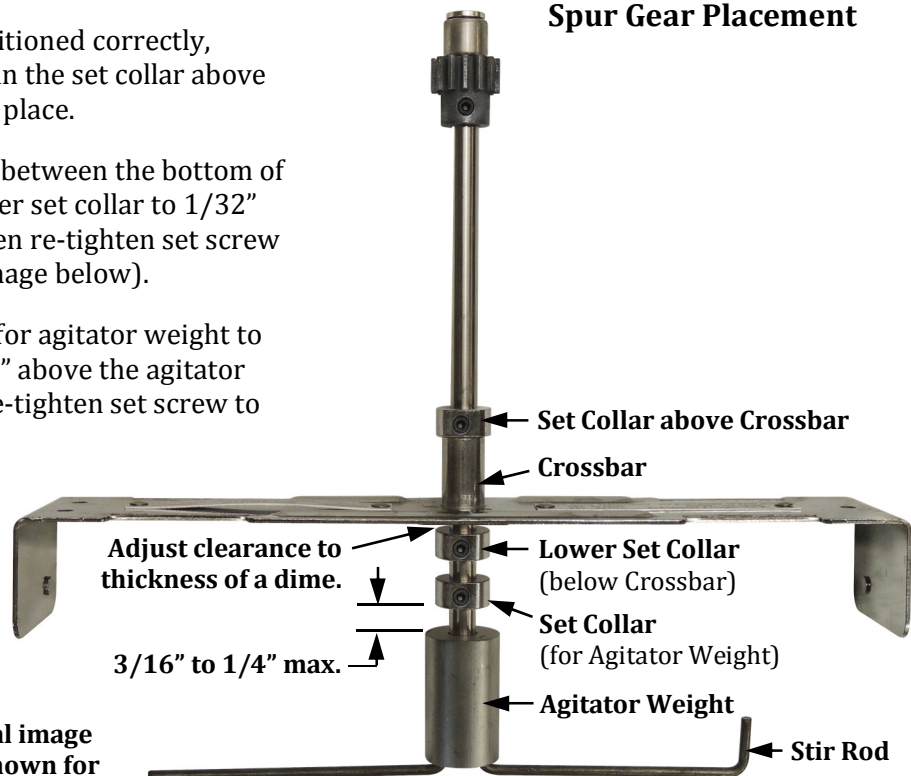 Spur Gear Placement
itioned correctly,
in the set collar above
place.
between the bottom of
er set collar to 1/32”
en re-tighten set screw
nage below).
for agitator weight to
” above the agitator
e-tighten set screw to
Set Collar above Crossbar
Crossbar
Adjust clearance to
thickness of a dime.
Lower Set Collar
(below Crossbar)
Set Collar
(for Agitator Weight)
3/16” to 1/4” max.
Agitator Weight
Stir Rod
al image
nown for